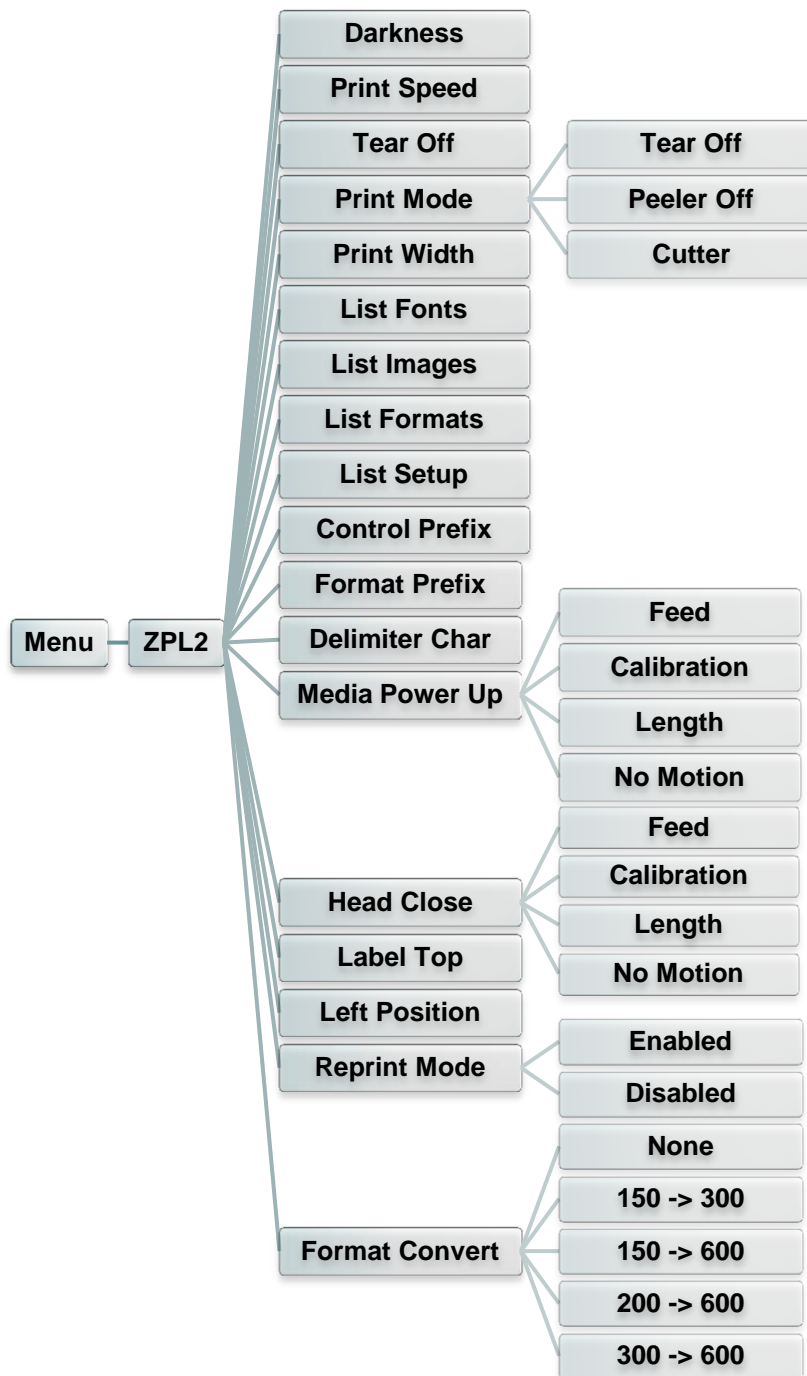 Menu
ZPL2
Darkness
Print Speed
Tear Off
Print Mode
Tear Off
Peeler Off
Cutter
Print Width
List Fonts
List Images
List Formats
List Setup
Control Prefix
Format Prefix
Delimiter Char
Media Power Up
Feed
Calibration
Length
No Motion
Head Close
Feed
Calibration
Length
No Motion
Label Top
Left Position
Reprint Mode
Enabled
Disabled
Format Convert
None
150 -> 300
150 -> 600
200 -> 600
300 -> 600